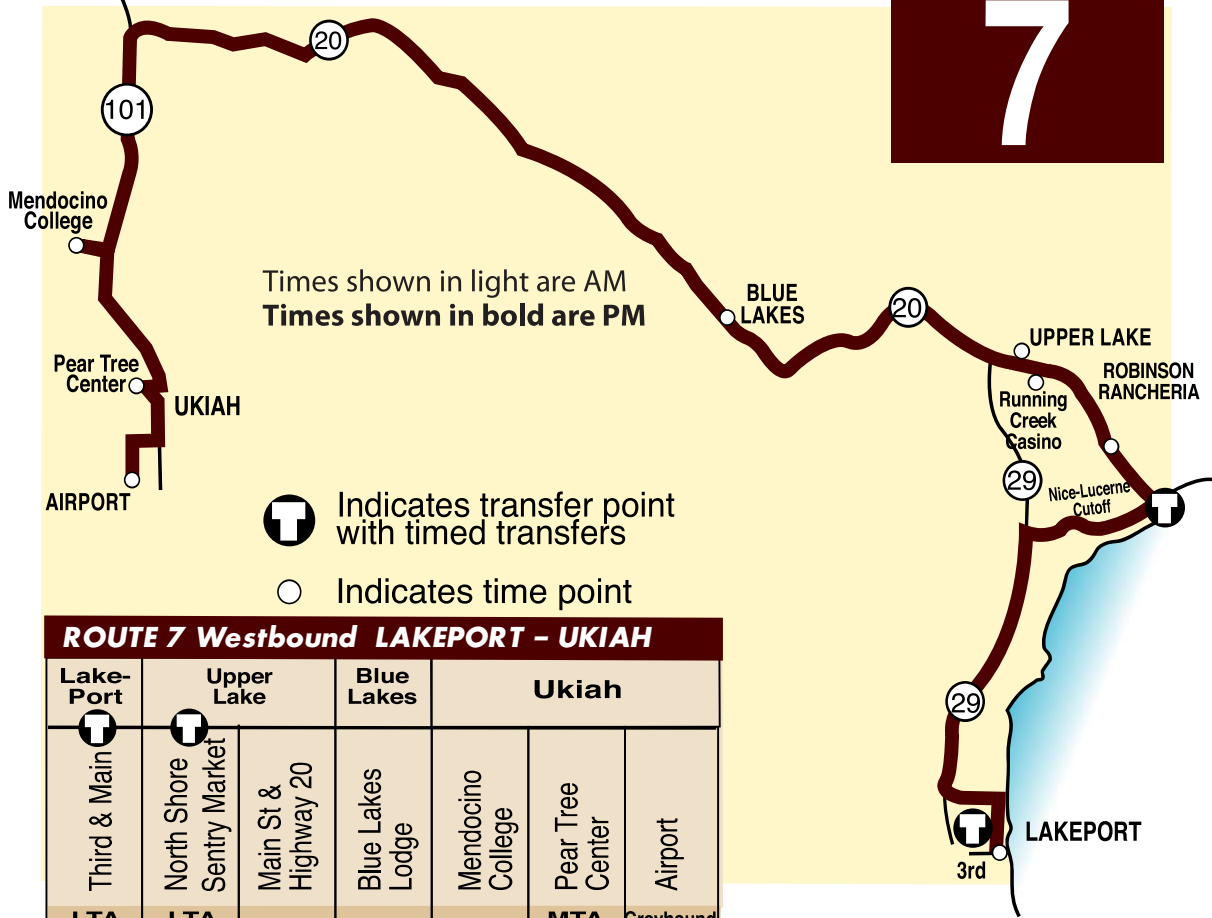 7
20
101
Mendocino
College
Times shown in light are AM
Times shown in bold are PM
BLUE
LAKES
20
UPPER LAKE
ROBINSON
RANCHERIA
Pear Tree
Center
UKIAH
Running
Creek
Casino
29
Nice-Lucerne
Cutoff
AIRPORT
T
T Indicates transfer point
with timed transfers
Indicates time point
29
T
LAKEPORT
3rd
ROUTE 7 Westbound LAKEPORT – UKIAH
Lake-
Port
Upper
Lake
Blue
Lakes
Ukiah
T
T
Third & Main
North Shore
Sentry Market
Main St &
Highway 20
Blue Lakes
Lodge
Mendocino
College
Pear Tree
Center
Airport
LTA
LTA
MTA
Greyhound